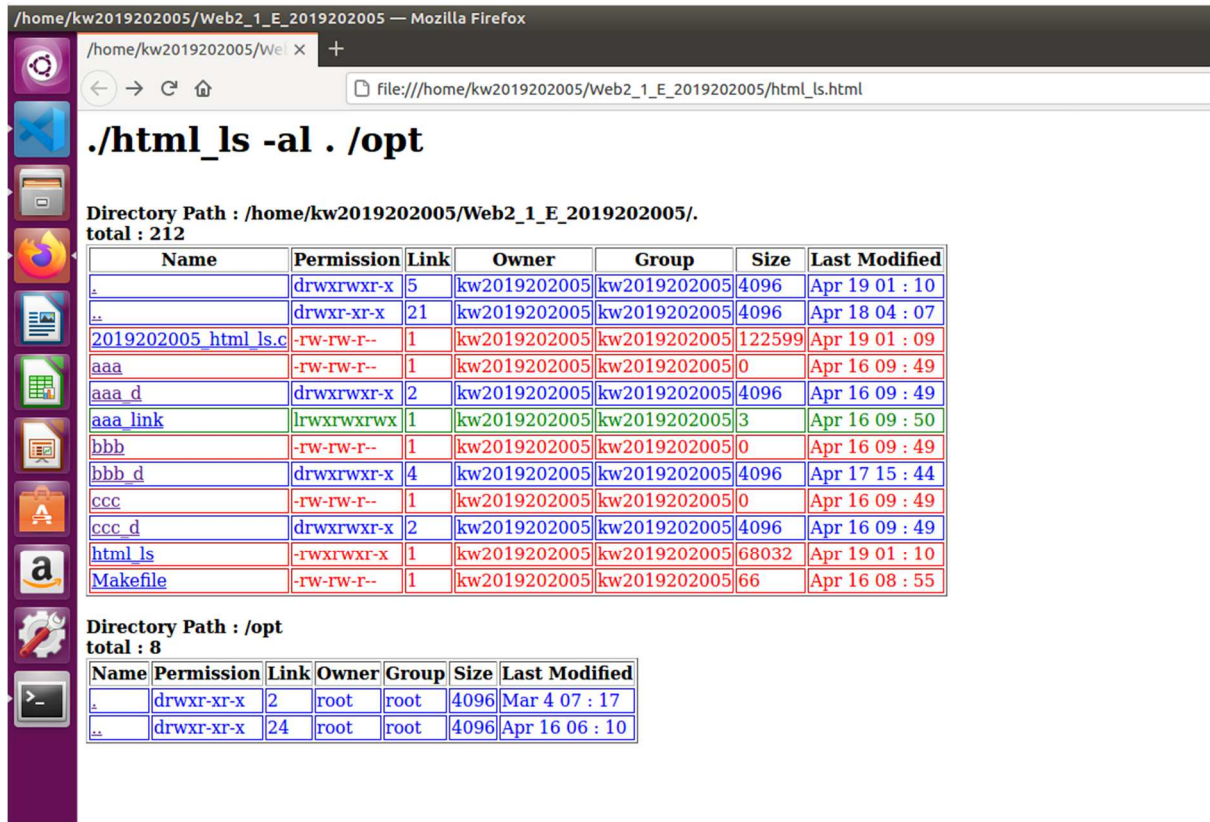 /home/kw2019202005/Web2_1_E_2019202005 — Mozilla Firefox
/home/kw2019202005/We
file:///home/kw2019202005/Web2_1_E_2019202005/html_ls.html
./html_ls -al . /opt
Directory Path : /home/kw2019202005/Web2_1_E_2019202005/.
total : 212
Name Permission Link Owner Group Size Last Modified
. drwxrwxr-x 5 kw2019202005 kw2019202005 4096 Apr 19 01 : 10
.. drwxr-xr-x 21 kw2019202005 kw2019202005 4096 Apr 18 04 : 07
2019202005_html_ls.c -rw-rw-r-- 1 kw2019202005 kw2019202005 122599 Apr 19 01 : 09
aaa -rw-rw-r-- 1 kw2019202005 kw2019202005 0 Apr 16 09 : 49
aaa_d drwxrwxr-x 2 kw2019202005 kw2019202005 4096 Apr 16 09 : 49
aaa_link lrwxrwxrwx 1 kw2019202005 kw2019202005 3 Apr 16 09 : 50
bbb -rw-rw-r-- 1 kw2019202005 kw2019202005 0 Apr 16 09 : 49
bbb_d drwxrwxr-x 4 kw2019202005 kw2019202005 4096 Apr 17 15 : 44
ccc -rw-rw-r-- 1 kw2019202005 kw2019202005 0 Apr 16 09 : 49
ccc_d drwxrwxr-x 2 kw2019202005 kw2019202005 4096 Apr 16 09 : 49
html_ls -rwxrwxr-x 1 kw2019202005 kw2019202005 68032 Apr 19 01 : 10
Makefile -rw-rw-r-- 1 kw2019202005 kw2019202005 66 Apr 16 08 : 55
Directory Path : /opt
total : 8
Name Permission Link Owner Group Size Last Modified
. drwxr-xr-x 2 root root 4096 Mar 4 07 : 17
.. drwxr-xr-x 24 root root 4096 Apr 16 06 : 10